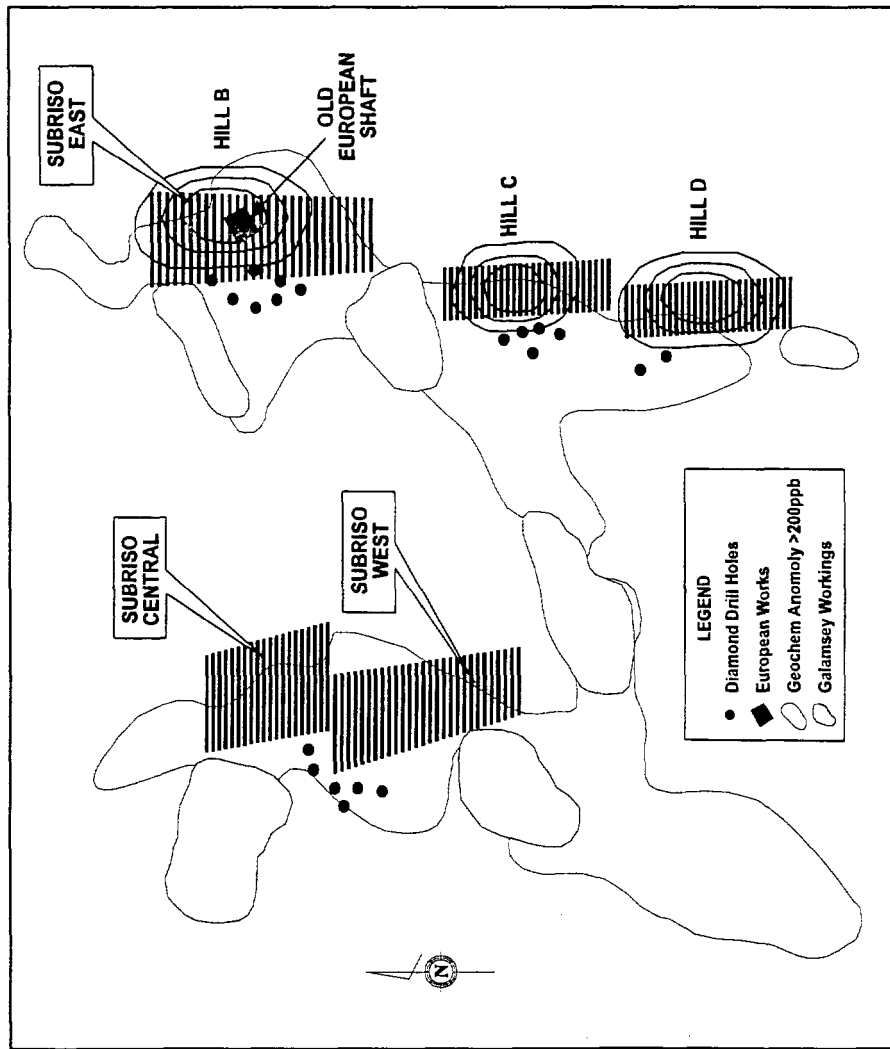 SUBRISO
EAST
HILL B
OLD
EUROPEAN
SHAFT
HILL C
HILL D
SUBRISO
CENTRAL
SUBRISO
WEST
LEGEND
Diamond Drill Holes
European Works
Geochem Anomoly >200ppb
Galamsey Workings
N